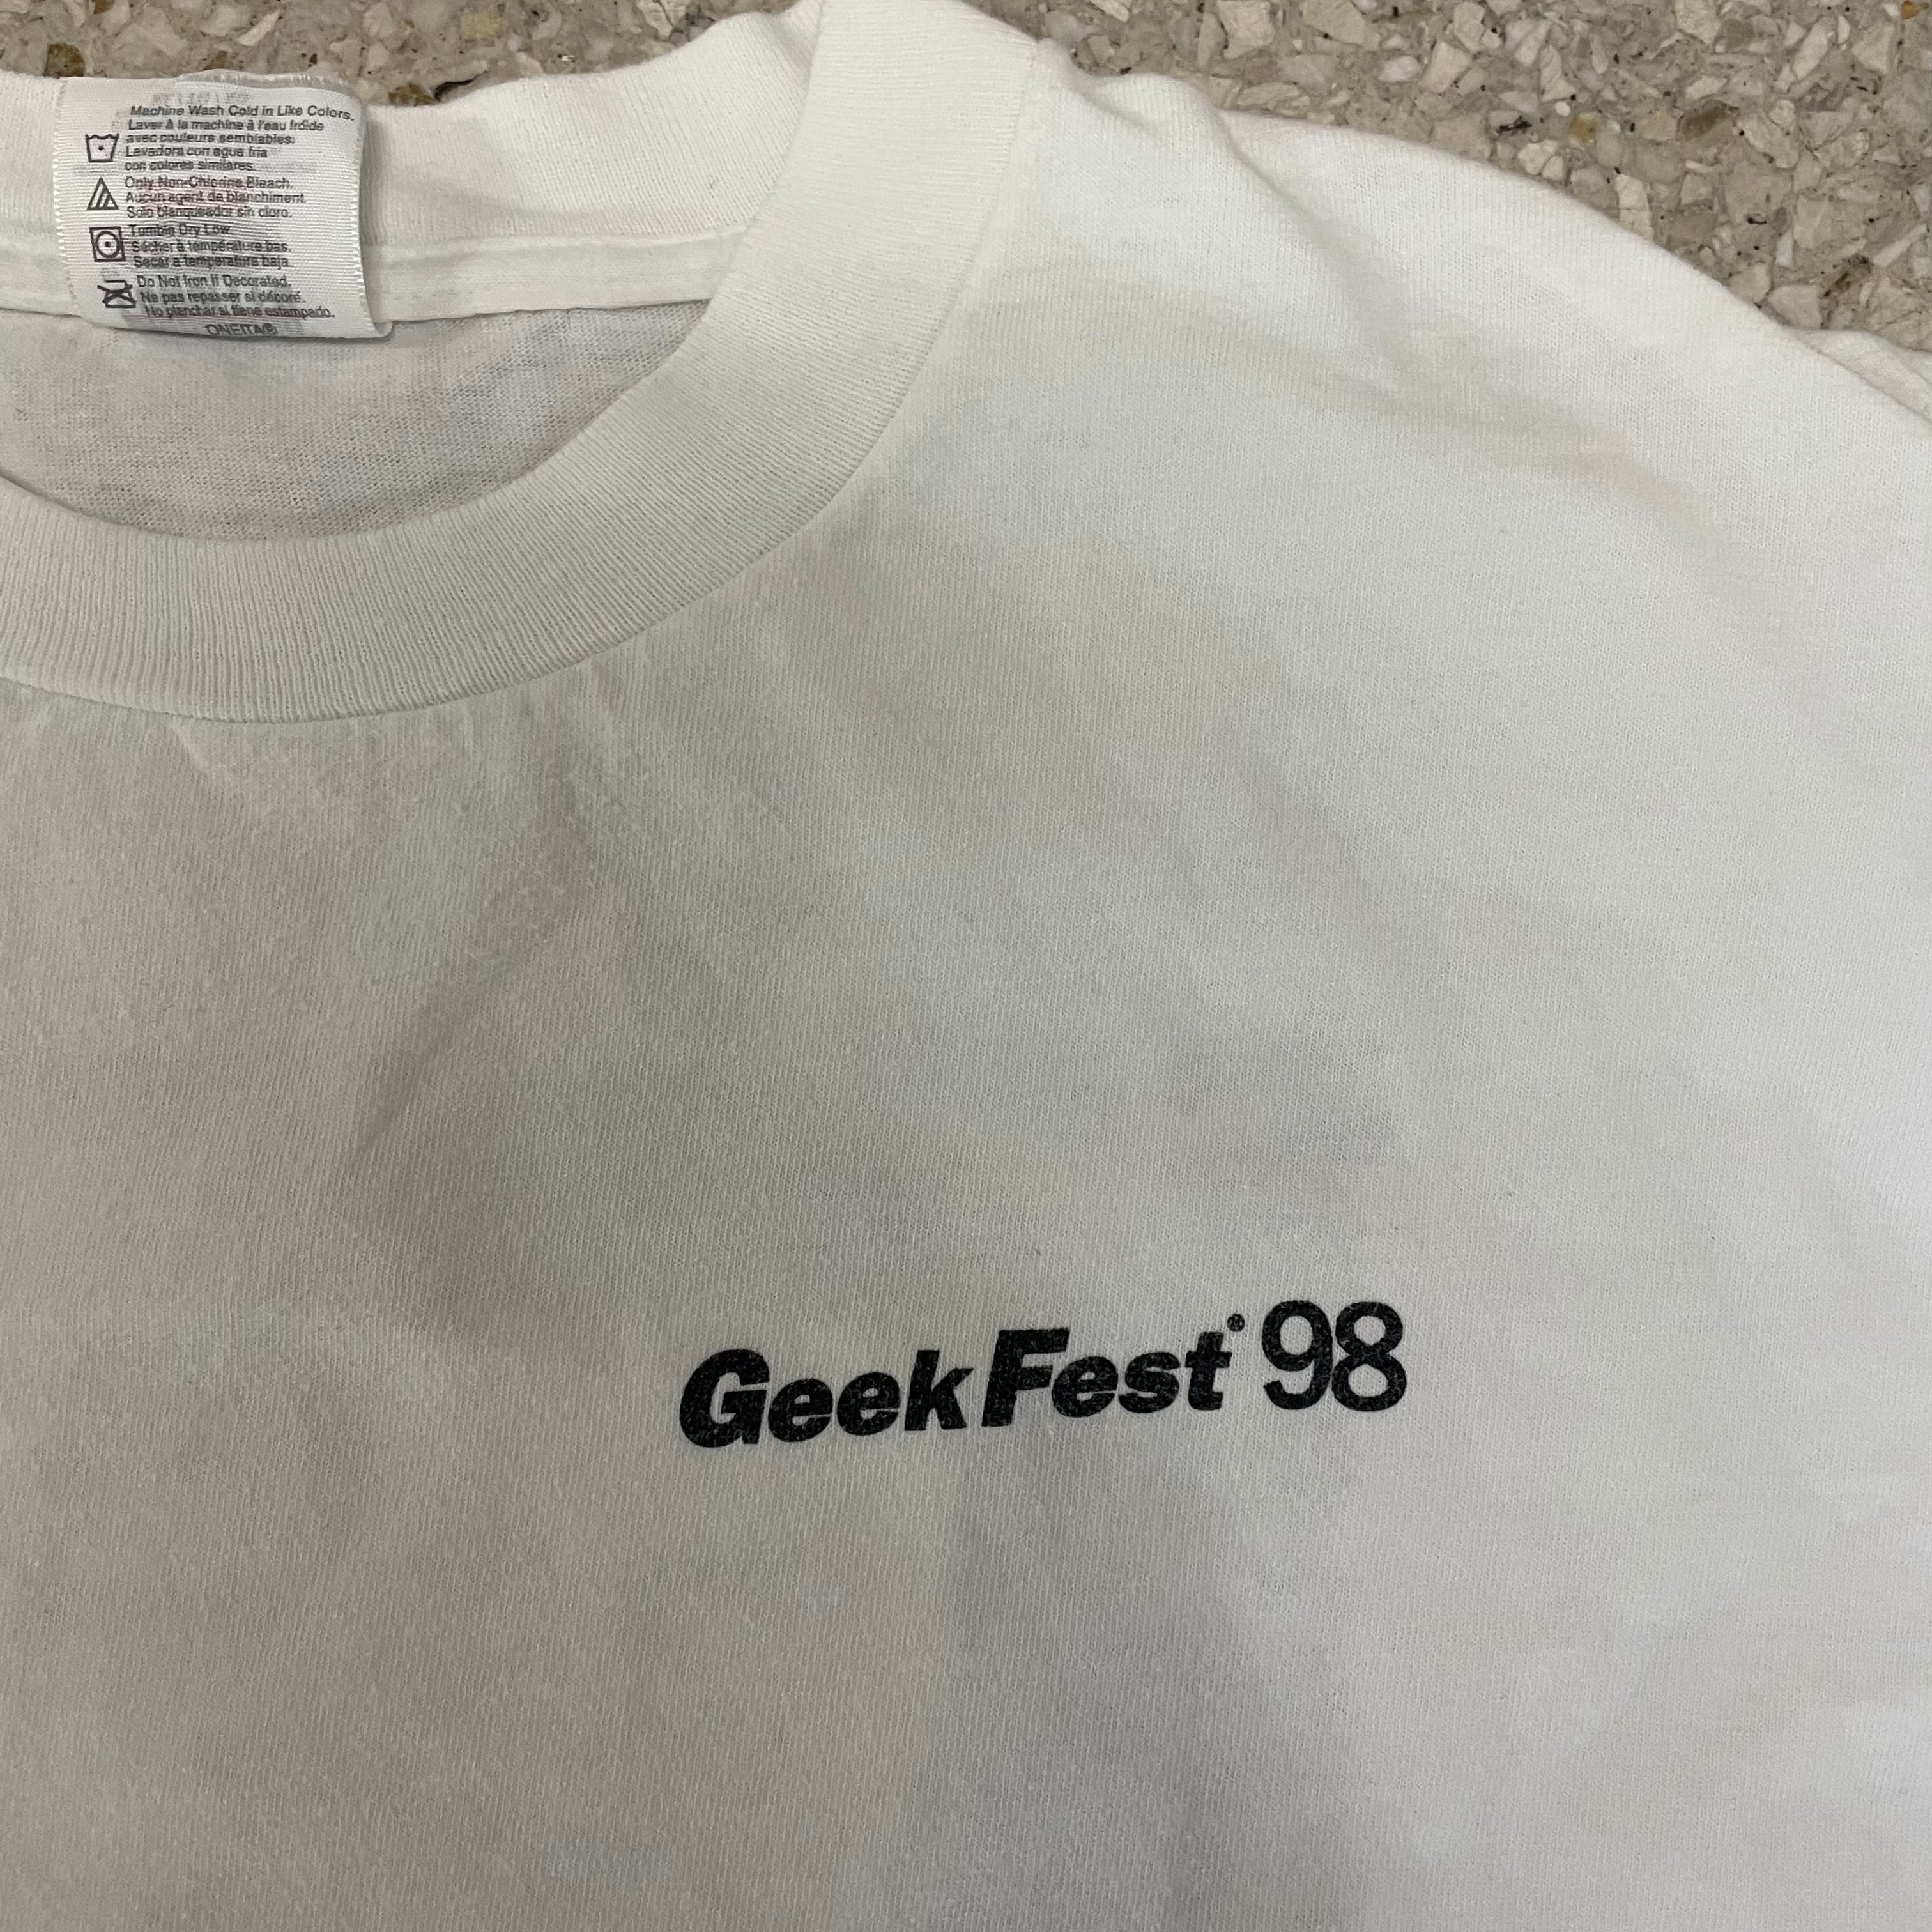 Machine Wash Cold in Like Colors.
Laver à la machine à l'eau froide
avec couleurs semblables.
Lavadora con agua fria
con colores similares.
Only Non-Chlorine Bleach.
Aucun agent de blanchiment.
Solo blanqueador sin cloro.
Tumble Dry Low.
Sécher à température bas.
Secar a temperatura baja.
Do Not Iron If Decorated.
Ne pas repasser si décoré.
No planchar si tiene estampado.
ONEITA®
GeekFest® 98